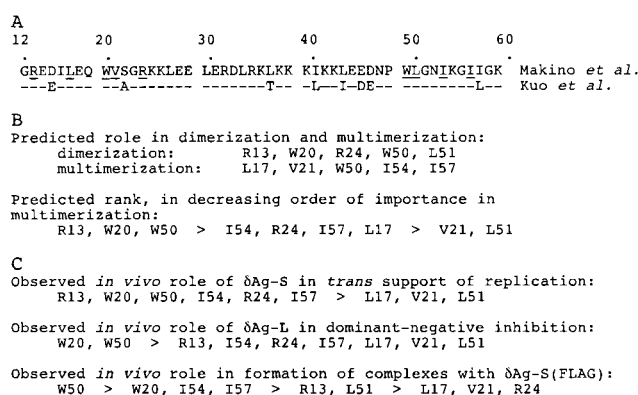 A
12 20 30 40 50 60
GREDILEQ WVSGRKKLEE LERDLRKLKK KIKKLEEDNP WLGNIKGIIGK Makino et al.
---E----- --A------- ------T-- -L--I-DE-- --------L-- Kuo et al.
B
Predicted role in dimerization and multimerization:
dimerization: R13, W20, R24, W50, L51
multimerization: L17, V21, W50, I54, I57
Predicted rank, in decreasing order of importance in
multimerization:
R13, W20, W50 > I54, R24, I57, L17 > V21, L51
C
Observed in vivo role of δAg-S in trans support of replication:
R13, W20, W50, I54, R24, I57 > L17, V21, L51
Observed in vivo role of δAg-L in dominant-negative inhibition:
W20, W50 > R13, I54, R24, I57, L17, V21, L51
Observed in vivo role in formation of complexes with δAg-S(FLAG):
W50 > W20, I54, I57 > R13, L51 > L17, V21, R24